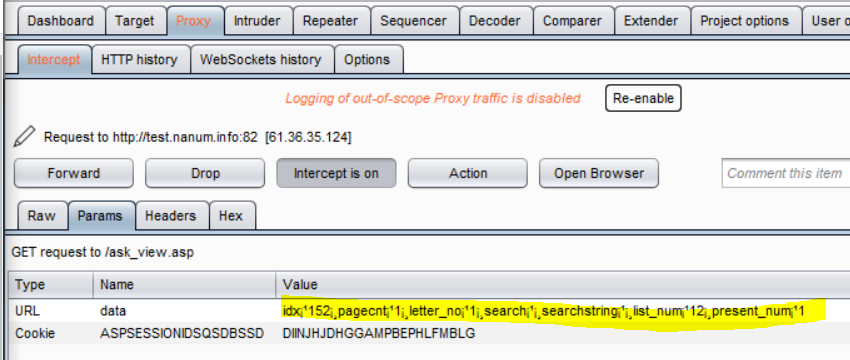 Dashboard Target Proxy Intruder Repeater Sequencer Decoder Comparer Extender Project options User o
Intercept HTTP history WebSockets history Options
Logging of out-of-scope Proxy traffic is disabled Re-enable
Request to http://test.nanum.info:82 [61.36.35.124]
Forward Drop Intercept is on Action Open Browser Comment this item
Raw Params Headers Hex
GET request to /ask_view.asp
Type Name Value
URL data idx¡¹152¡¸pagecnt¡¹1¡¸letter_no¡¹1¡¸search¡¹¡¸searchstring¡¹¡¸list_num¡¹12¡¸present_num¡¹1
Cookie ASPSESSIONIDSQSDBSSD DIINJHJDHGGAMPBEPHLFMBLG